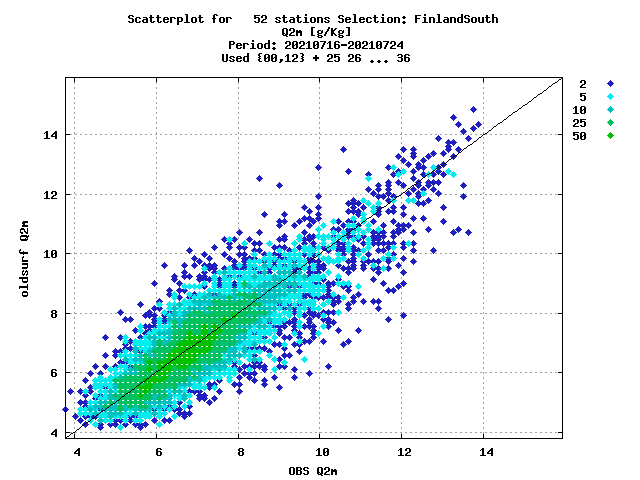 Scatterplot for   52 stations Selection: FinlandSouth
Q2m [g/Kg]
Period: 20210716-20210724
Used {00,12} + 25 26 ... 36
2
5
10
25
50
14
12
10
8
6
4
oldsurf Q2m
4 6 8 10 12 14
OBS Q2m